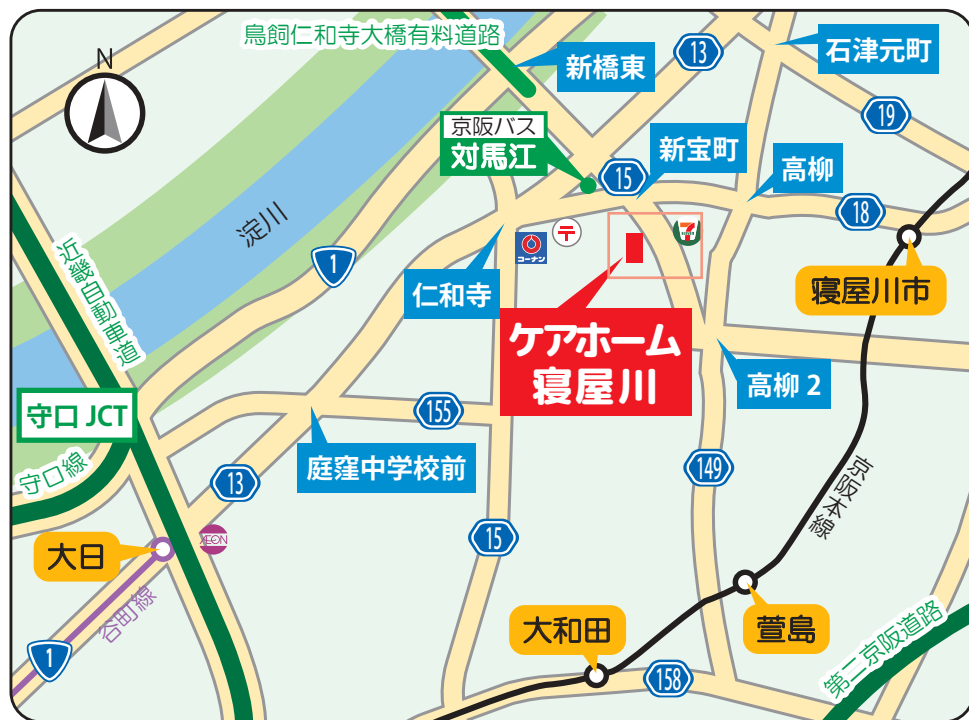 鳥飼仁和寺大橋有料道路
N
新橋東
13
石津元町
19
京阪バス
対馬江
新宝町
15
高柳
18
淀川
1
〒
コーナン
7
ELEVEN
寝屋川市
仁和寺
近畿自動車道
ケアホーム
寝屋川
高柳 2
守口 JCT
155
守口線
庭窪中学校前
13
149
京阪本線
15
大日
ÆON
谷町線
1
大和田
萱島
158
第二京阪道路